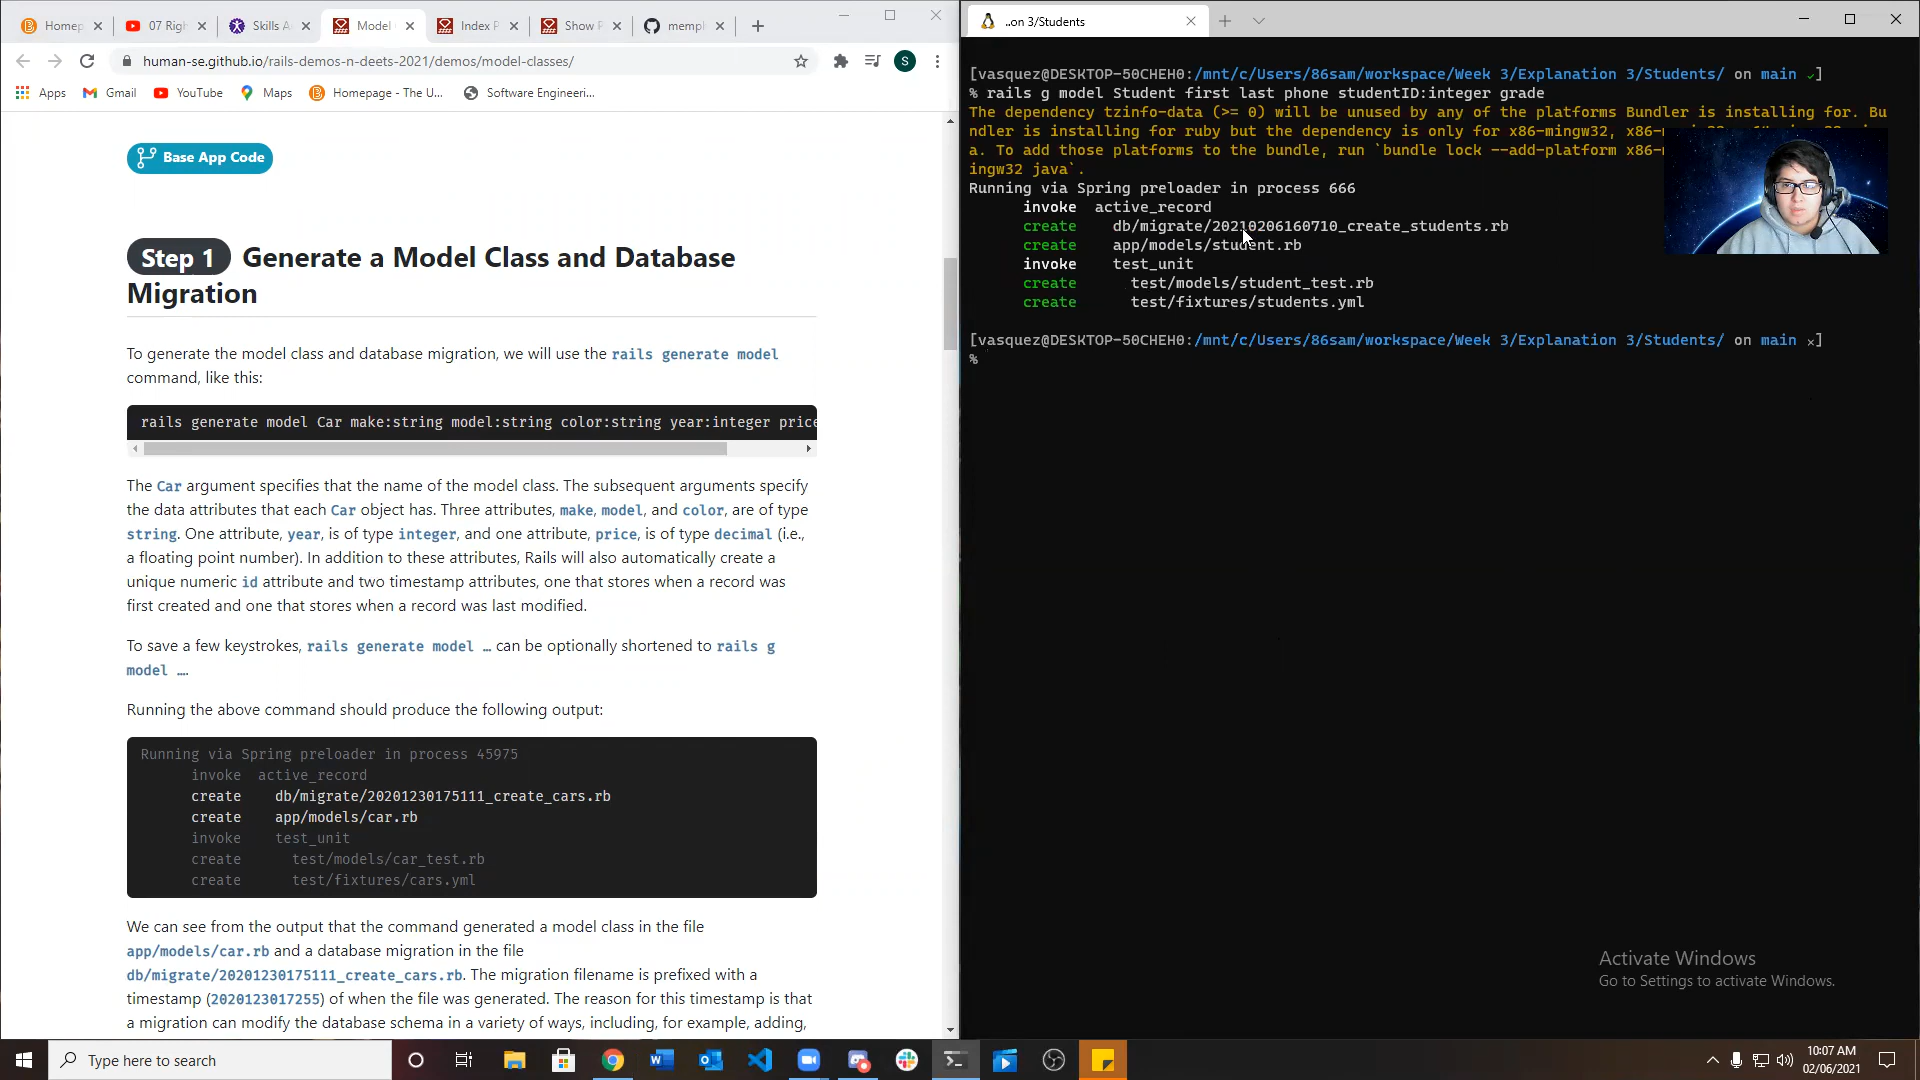 Homep
07 Righ
Skills A
Model
Index P
Show P
memp
human-se.github.io/rails-demos-n-deets-2021/demos/model-classes/
S
Apps
Gmail
YouTube
Maps
Homepage - The U...
Software Engineeri...
Base App Code
Step 1 Generate a Model Class and Database
Migration
To generate the model class and database migration, we will use the rails generate model
command, like this:
rails generate model Car make:string model:string color:string year:integer price
The Car argument specifies that the name of the model class. The subsequent arguments specify
the data attributes that each Car object has. Three attributes, make, model, and color, are of type
string. One attribute, year, is of type integer, and one attribute, price, is of type decimal (i.e.,
a floating point number). In addition to these attributes, Rails will also automatically create a
unique numeric id attribute and two timestamp attributes, one that stores when a record was
first created and one that stores when a record was last modified.
To save a few keystrokes, rails generate model … can be optionally shortened to rails g
model ….
Running the above command should produce the following output:
Running via Spring preloader in process 45975
invoke active_record
create db/migrate/20201230175111_create_cars.rb
create app/models/car.rb
invoke test_unit
create test/models/car_test.rb
create test/fixtures/cars.yml
We can see from the output that the command generated a model class in the file
app/models/car.rb and a database migration in the file
db/migrate/20201230175111_create_cars.rb. The migration filename is prefixed with a
timestamp (2020123017255) of when the file was generated. The reason for this timestamp is that
a migration can modify the database schema in a variety of ways, including, for example, adding,
..on 3/Students
[vasquez@DESKTOP-50CHEH0:/mnt/c/Users/86sam/workspace/Week 3/Explanation 3/Students/ on main ✓]
% rails g model Student first last phone studentID:integer grade
The dependency tzinfo-data (>= 0) will be unused by any of the platforms Bundler is installing for. Bu
ndler is installing for ruby but the dependency is only for x86-mingw32,
a. To add those platforms to the bundle, run `bundle lock --add-platform x86-
ingw32 java`.
Running via Spring preloader in process 666
invoke active_record
create db/migrate/20210206160710_create_students.rb
create app/models/student.rb
invoke test_unit
create test/models/student_test.rb
create test/fixtures/students.yml
[vasquez@DESKTOP-50CHEH0:/mnt/c/Users/86sam/workspace/Week 3/Explanation 3/Students/ on main ×]
%
Activate Windows
Go to Settings to activate Windows.
Type here to search
10:07 AM
02/06/2021